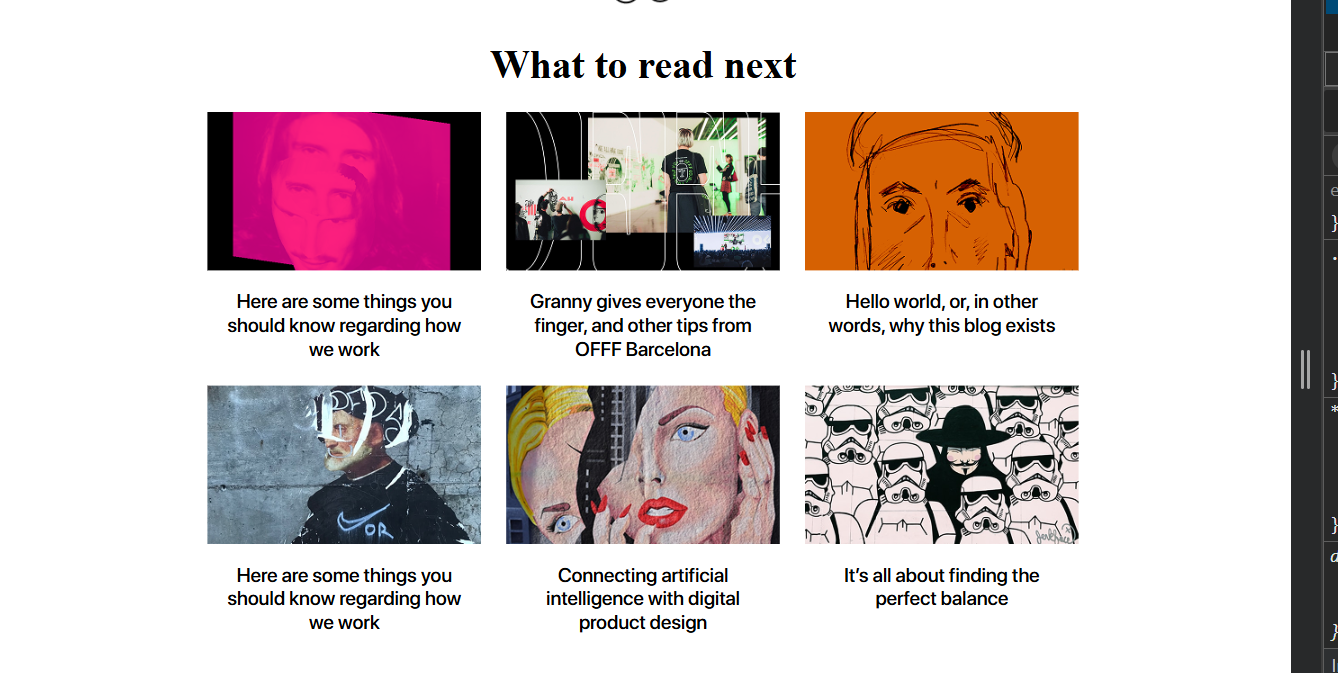 What to read next
Here are some things you
should know regarding how
we work
Granny gives everyone the
finger, and other tips from
OFFF Barcelona
Hello world, or, in other
words, why this blog exists
OR
Here are some things you
should know regarding how
we work
Connecting artificial
intelligence with digital
product design
It’s all about finding the
perfect balance